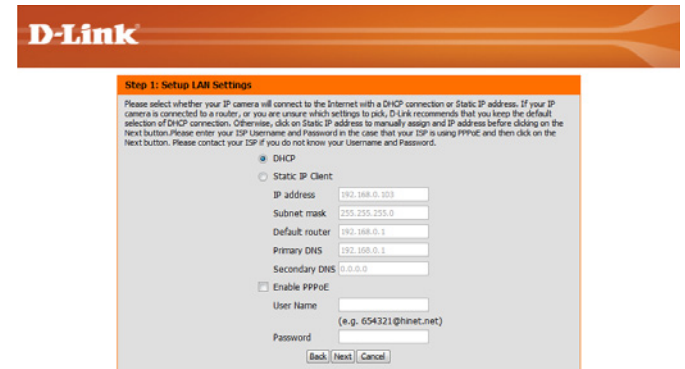 D-Link
Step 1: Setup LAN Settings
Please select whether your IP camera will connect to the Internet with a DHCP connection or Static IP address. If your IP
camera is connected to a router, or you are unsure which settings to pick, D-Link recommends that you keep the default
selection of DHCP connection. Otherwise, click on Static IP address to manually assign and IP address before clicking on the
Next button.Please enter your ISP Username and Password in the case that your ISP is using PPPoE and then click on the
Next button. Please contact your ISP if you do not know your Username and Password.
DHCP
Static IP Client
IP address 192.168.0.103
Subnet mask 255.255.255.0
Default router 192.168.0.1
Primary DNS 192.168.0.1
Secondary DNS 0.0.0.0
Enable PPPoE
User Name
(e.g. 654321@hinet.net)
Password
Back Next Cancel